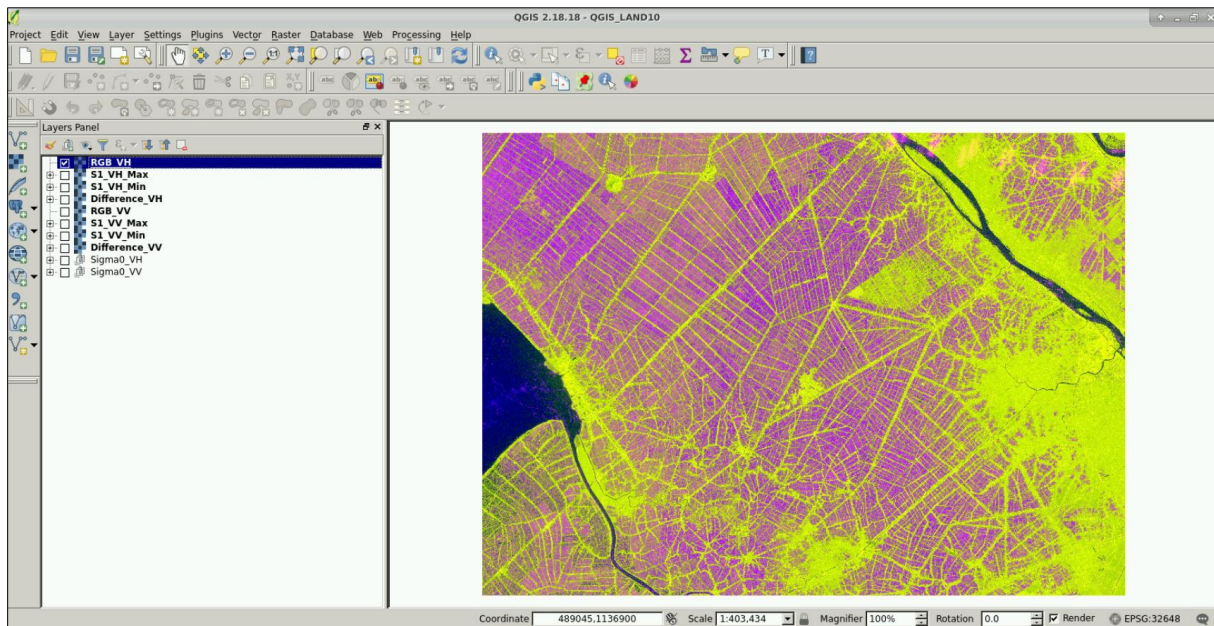 QGIS 2.18.18 - QGIS_LAND10
Project Edit View Layer Settings Plugins Vector Raster Database Web Processing Help
Layers Panel
RGB_VH
S1_VH_Max
S1_VH_Min
Difference_VH
RGB_VV
S1_VV_Max
S1_VV_Min
Difference_VV
Sigma0_VH
Sigma0_VV
Coordinate 489045,1136900 Scale 1:403,434 Magnifier 100% Rotation 0.0 Render EPSG:32648